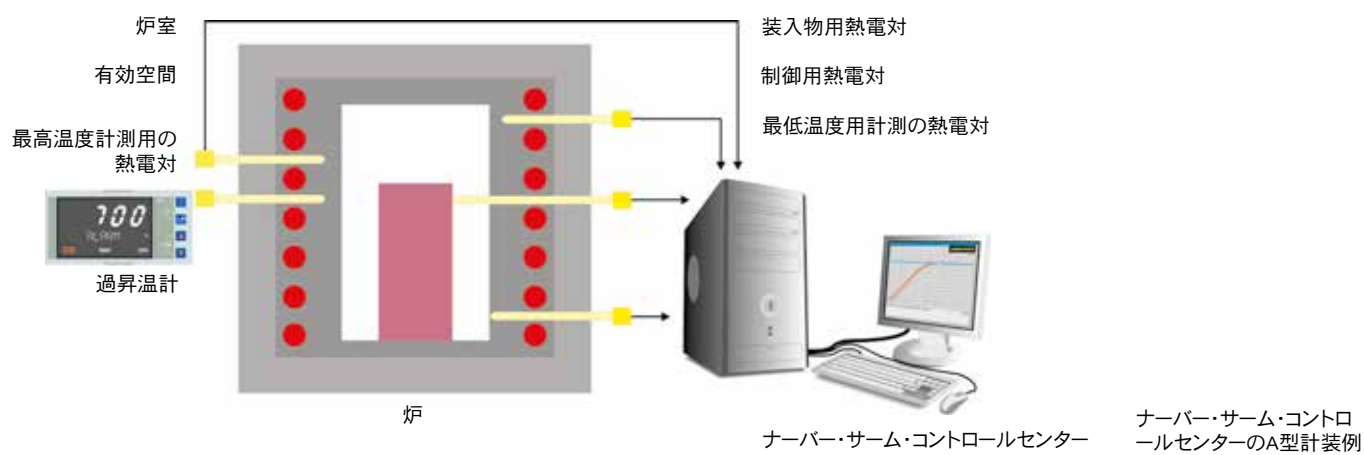 炉室
有効空間
最高温度計測用の
熱電対
700
過昇温計
炉
装入物用熱電対
制御用熱電対
最低温度用計測の熱電対
ナーバー・サーム・コントロールセンター
ナーバー・サーム・コントロ
ールセンターのA型計装例